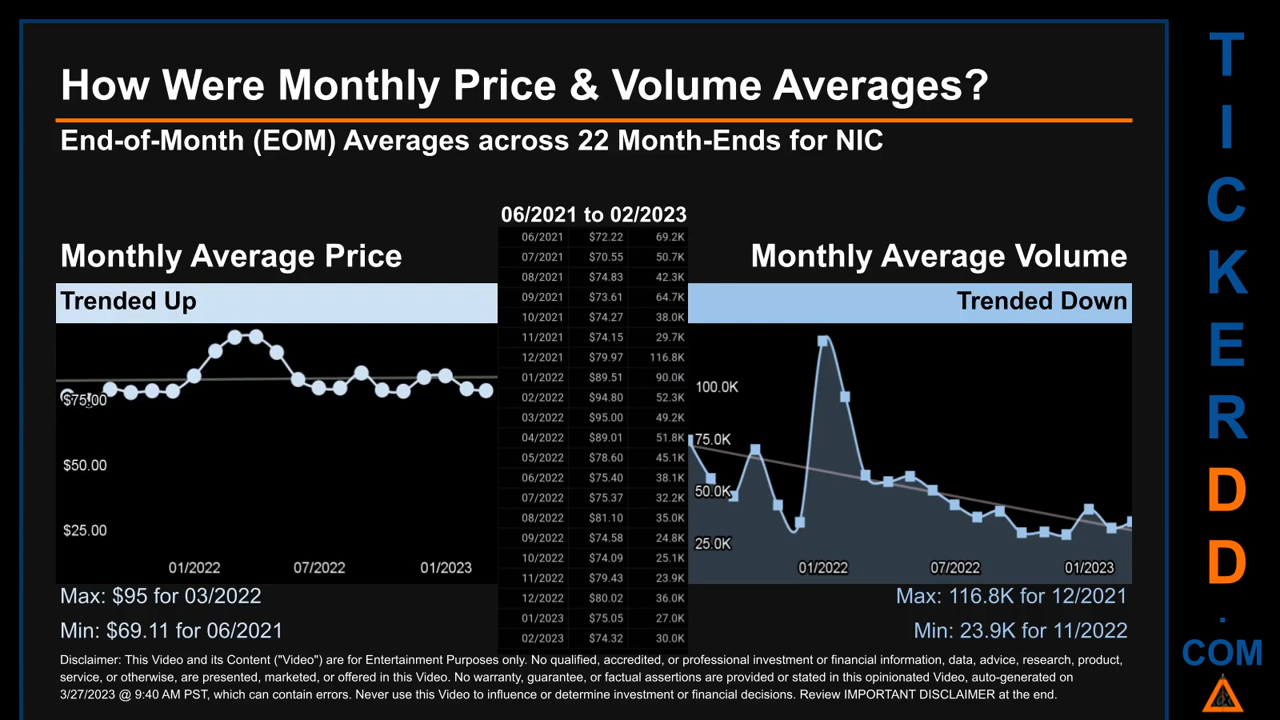 How Were Monthly Price & Volume Averages?
End-of-Month (EOM) Averages across 22 Month-Ends for NIC
06/2021 to 02/2023
Monthly Average Price
Trended Up
$75.00
$50.00
$25.00
01/2022 07/2022 01/2023
Max: $95 for 03/2022
Min: $69.11 for 06/2021
06/2021 $72.22 69.2K
07/2021 $70.55 50.7K
08/2021 $74.83 42.3K
09/2021 $73.61 64.7K
10/2021 $74.27 38.0K
11/2021 $74.15 29.7K
12/2021 $79.97 116.8K
01/2022 $89.51 90.0K
02/2022 $94.80 52.3K
03/2022 $95.00 49.2K
04/2022 $89.01 51.8K
05/2022 $78.60 45.1K
06/2022 $75.40 38.1K
07/2022 $75.37 32.2K
08/2022 $81.10 35.0K
09/2022 $74.58 24.8K
10/2022 $74.09 25.1K
11/2022 $79.43 23.9K
12/2022 $80.02 36.0K
01/2023 $75.05 27.0K
02/2023 $74.32 30.0K
Monthly Average Volume
Trended Down
100.0K
75.0K
50.0K
25.0K
01/2022 07/2022 01/2023
Max: 116.8K for 12/2021
Min: 23.9K for 11/2022
Disclaimer: This Video and its Content ("Video") are for Entertainment Purposes only. No qualified, accredited, or professional investment or financial information, data, advice, research, product,
service, or otherwise, are presented, marketed, or offered in this Video. No warranty, guarantee, or factual assertions are provided or stated in this opinionated Video, auto-generated on
3/27/2023 @ 9:40 AM PST, which can contain errors. Never use this Video to influence or determine investment or financial decisions. Review IMPORTANT DISCLAIMER at the end.
T
I
C
K
E
R
D
D
.
COM